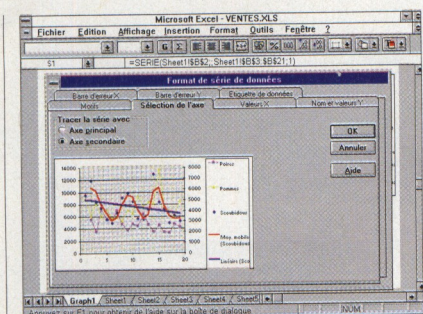 Microsoft Excel - VENTES.XLS
Fichier Edition Affichage Insertion Format Outils Fenêtre ?
G Σ % 000
S1 =SERIE(Sheet1!$B$2;;Sheet1!$B$3:$B$21;1)
Format de série de données
Barre d'erreur X Barre d'erreur Y Etiquette de données
Motifs Sélection de l'axe Valeurs X Nom et valeurs Y
Tracer la série avec
Axe principal
Axe secondaire
OK
Annuler
Aide
14000 8000
12000 7000
10000 6000
8000 5000
6000 4000
4000 3000
2000 2000
0 1000
0
0 5 10 15 20
Poires
Pommes
Scoubidous
Moy. mobile
(Scoubidous
Linéaire (Sco
Graph1 Sheet1 Sheet2 Sheet3 Sheet4 Sheet5
Appuyez sur F1 pour obtenir de l'aide sur la boîte de dialogue NUM